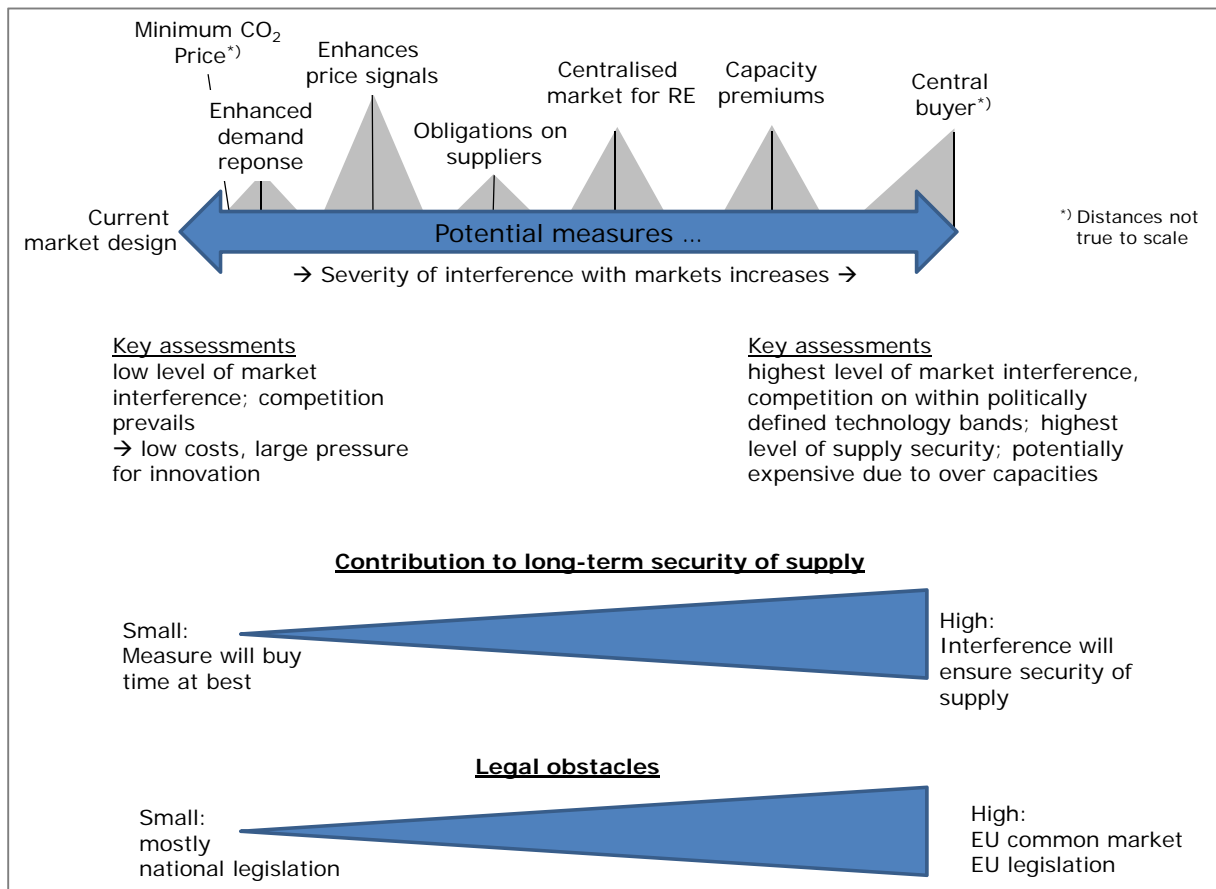 Minimum CO₂
Price*)
Enhances
price signals
Enhanced
demand
reponse
Obligations on
suppliers
Centralised
market for RE
Capacity
premiums
Central
buyer*)
Current
market design
Potential measures ...
*) Distances not
true to scale
→ Severity of interference with markets increases →
Key assessments
low level of market
interference; competition
prevails
→ low costs, large pressure
for innovation
Key assessments
highest level of market interference,
competition on within politically
defined technology bands; highest
level of supply security; potentially
expensive due to over capacities
Contribution to long-term security of supply
Small:
Measure will buy
time at best
High:
Interference will
ensure security of
supply
Legal obstacles
Small:
mostly
national legislation
High:
EU common market
EU legislation